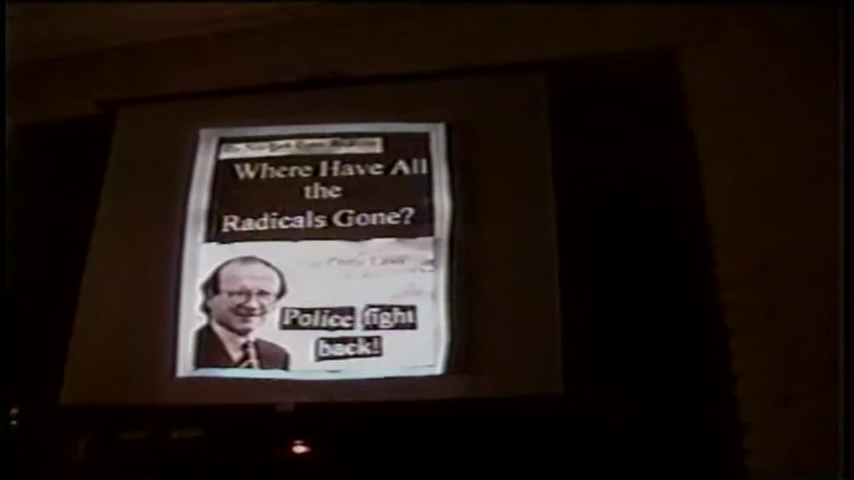 Where Have All
the
Radicals Gone?
Police fight
back!